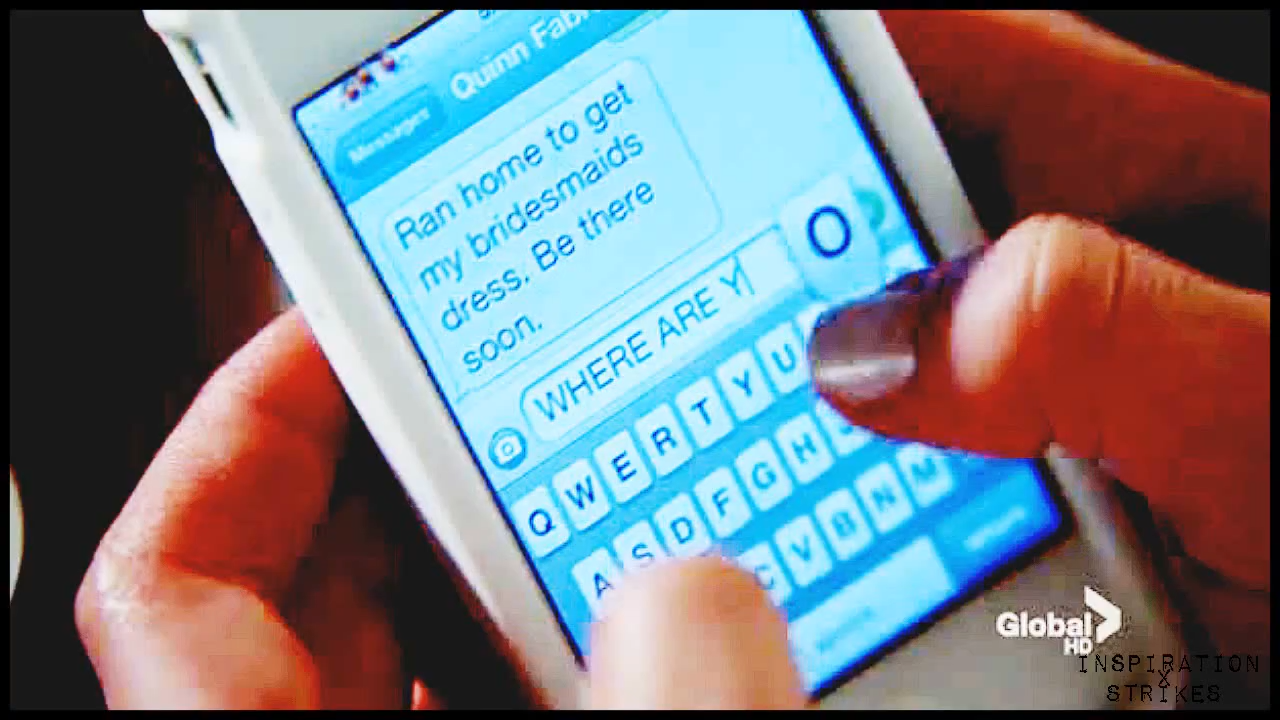 Messages
Quinn Fab
Ran home to get
my bridesmaids
dress. Be there
soon.
WHERE ARE Y
O
Q W E R T Y U
A S D F G H
C V B N M
Global
HD
INSPIRATION
X
STRIKES